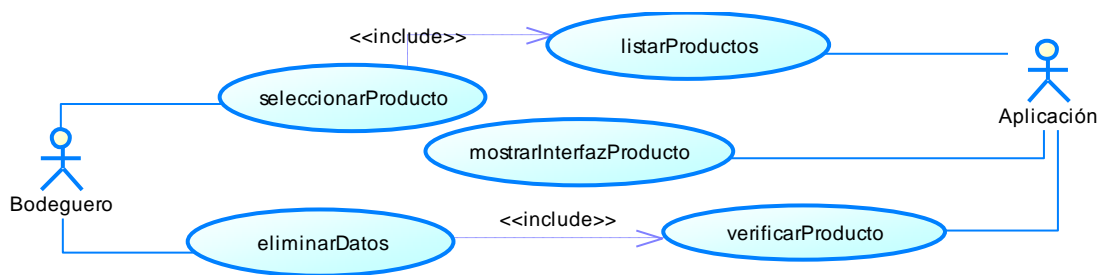 <<include>>
listarProductos
seleccionarProducto
Aplicación
mostrarInterfazProducto
Bodeguero
<<include>>
eliminarDatos
verificarProducto